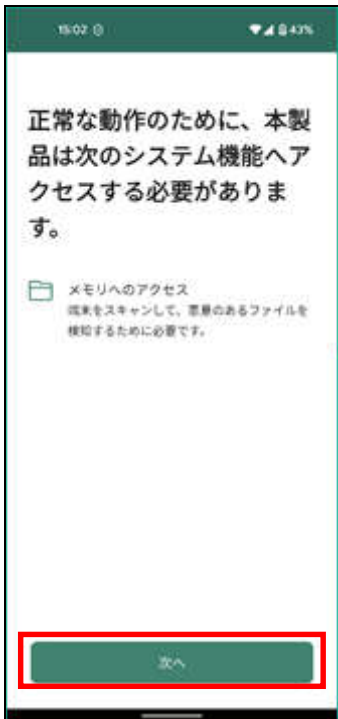 15:02
43%
正常な動作のために、本製
品は次のシステム機能へア
クセスする必要がありま
す。
メモリへのアクセス
端末をスキャンして、悪意のあるファイルを
検知するために必要です。
次へ